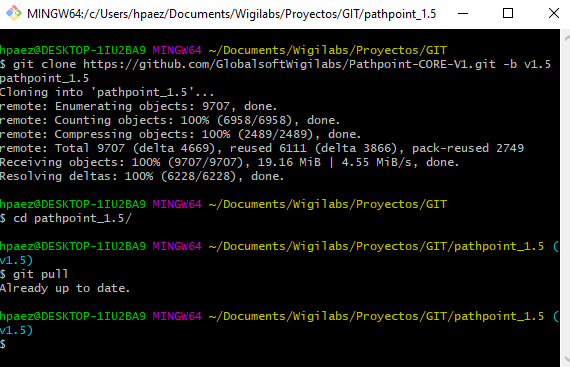 MINGW64:/c/Users/hpaez/Documents/Wigilabs/Proyectos/GIT/pathpoint_1.5
hpaez@DESKTOP-1IU2BA9 MINGW64 ~/Documents/Wigilabs/Proyectos/GIT
$ git clone https://github.com/GlobalsoftWigilabs/Pathpoint-CORE-V1.git -b v1.5
pathpoint_1.5
Cloning into 'pathpoint_1.5'...
remote: Enumerating objects: 9707, done.
remote: Counting objects: 100% (6958/6958), done.
remote: Compressing objects: 100% (2489/2489), done.
remote: Total 9707 (delta 4669), reused 6111 (delta 3866), pack-reused 2749
Receiving objects: 100% (9707/9707), 19.16 MiB | 4.55 MiB/s, done.
Resolving deltas: 100% (6228/6228), done.
hpaez@DESKTOP-1IU2BA9 MINGW64 ~/Documents/Wigilabs/Proyectos/GIT
$ cd pathpoint_1.5/
hpaez@DESKTOP-1IU2BA9 MINGW64 ~/Documents/Wigilabs/Proyectos/GIT/pathpoint_1.5 (
v1.5)
$ git pull
Already up to date.
hpaez@DESKTOP-1IU2BA9 MINGW64 ~/Documents/Wigilabs/Proyectos/GIT/pathpoint_1.5 (
v1.5)
$